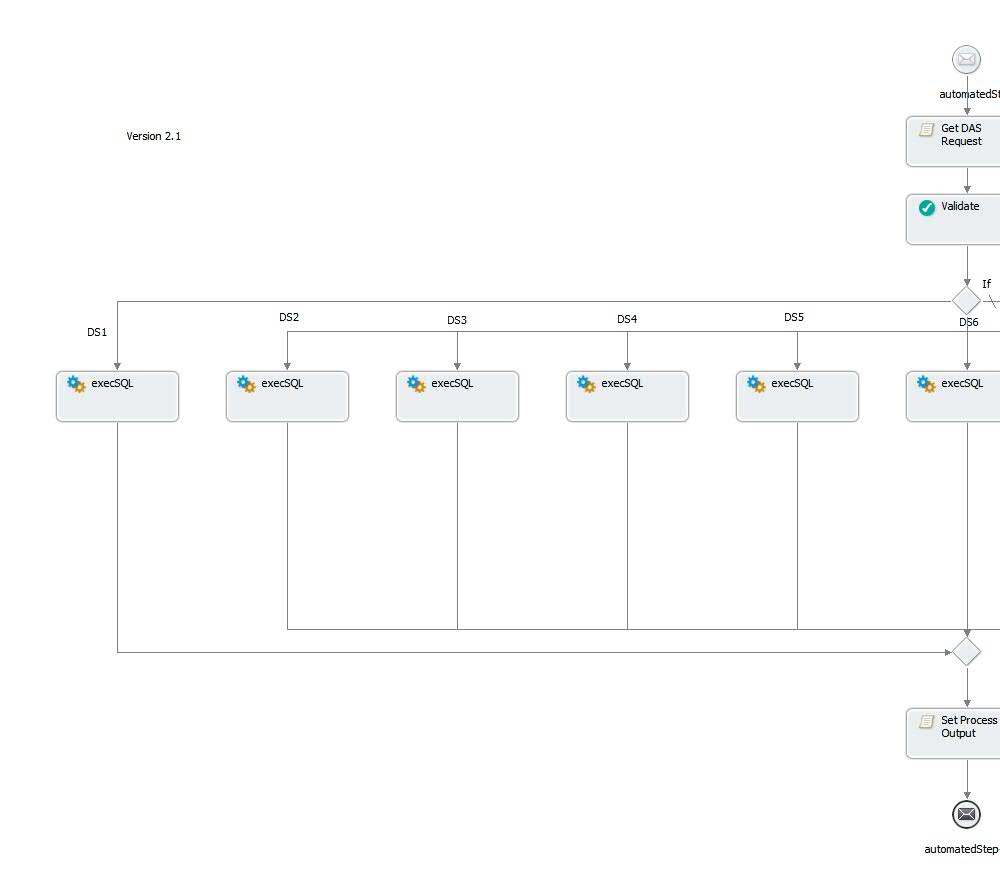 automatedSt
Version 2.1
Get DAS
Request
Validate
If
DS1
DS2
DS3
DS4
DS5
DS6
execSQL
execSQL
execSQL
execSQL
execSQL
execSQL
Set Process
Output
automatedStep-